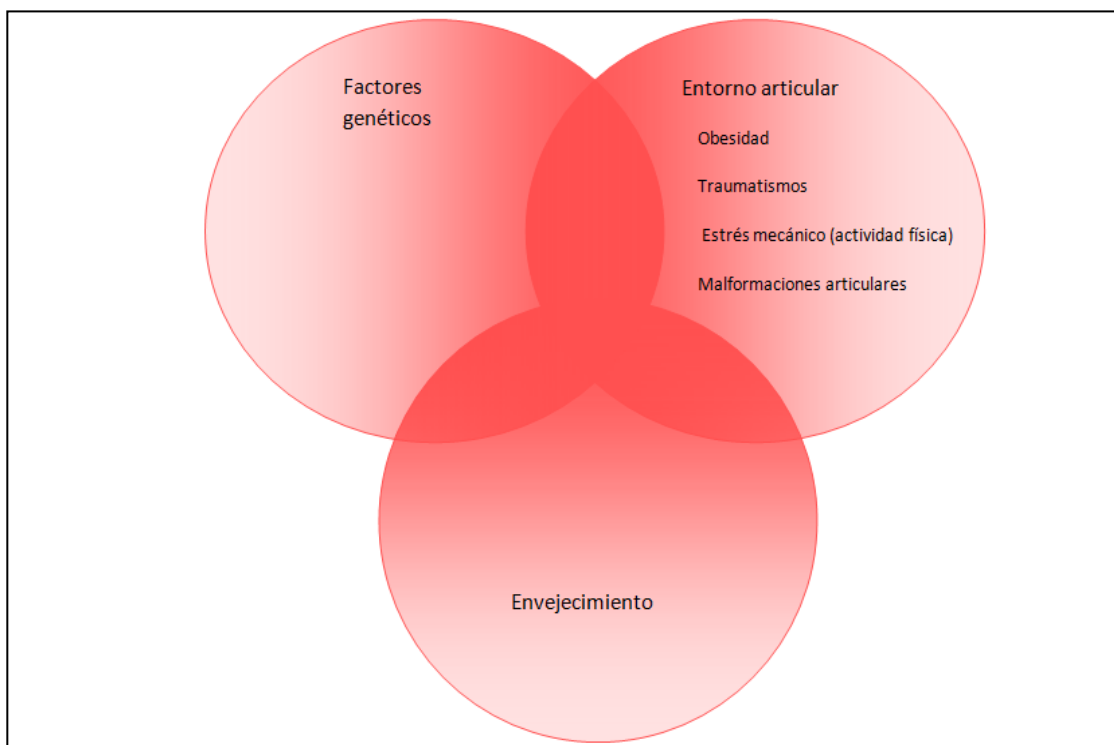 Factores
genéticos
Entorno articular
Obesidad
Traumatismos
Estrés mecánico (actividad física)
Malformaciones articulares
Envejecimiento